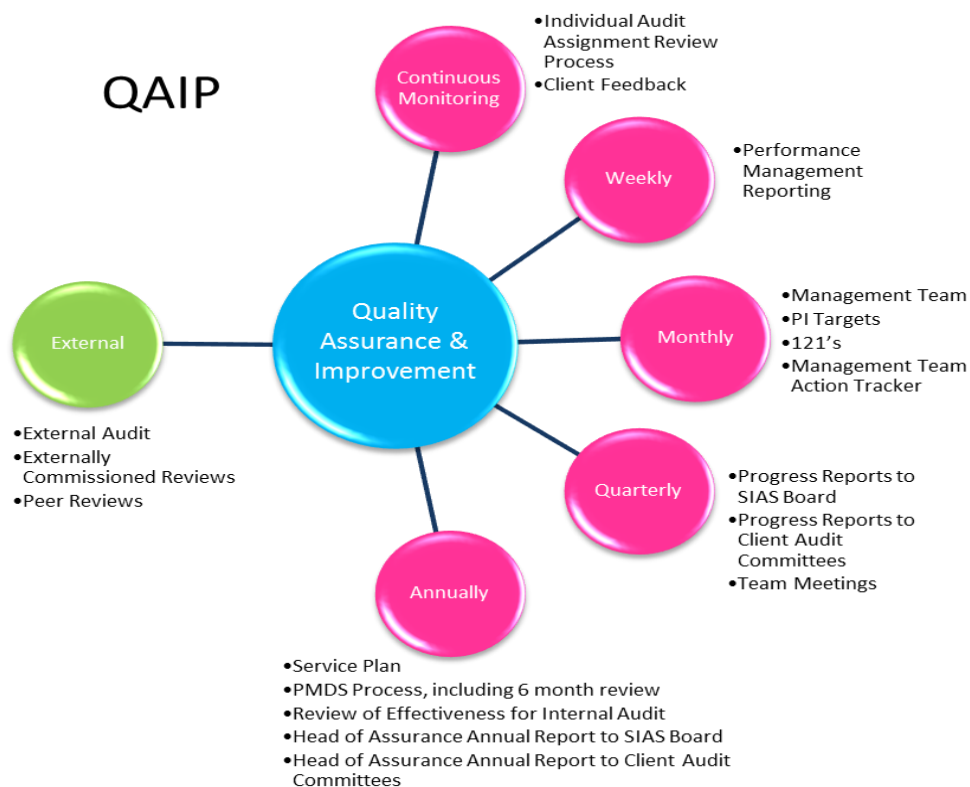 QAIP
Continuous
Monitoring
•Individual Audit
Assignment Review
Process
•Client Feedback
Weekly
•Performance
Management
Reporting
Monthly
•Management Team
•PI Targets
•121’s
•Management Team
Action Tracker
Quality
Assurance &
Improvement
External
•External Audit
•Externally
Commissioned Reviews
•Peer Reviews
Quarterly
•Progress Reports to
SIAS Board
•Progress Reports to
Client Audit
Committees
•Team Meetings
Annually
•Service Plan
•PMDS Process, including 6 month review
•Review of Effectiveness for Internal Audit
•Head of Assurance Annual Report to SIAS Board
•Head of Assurance Annual Report to Client Audit
Committees